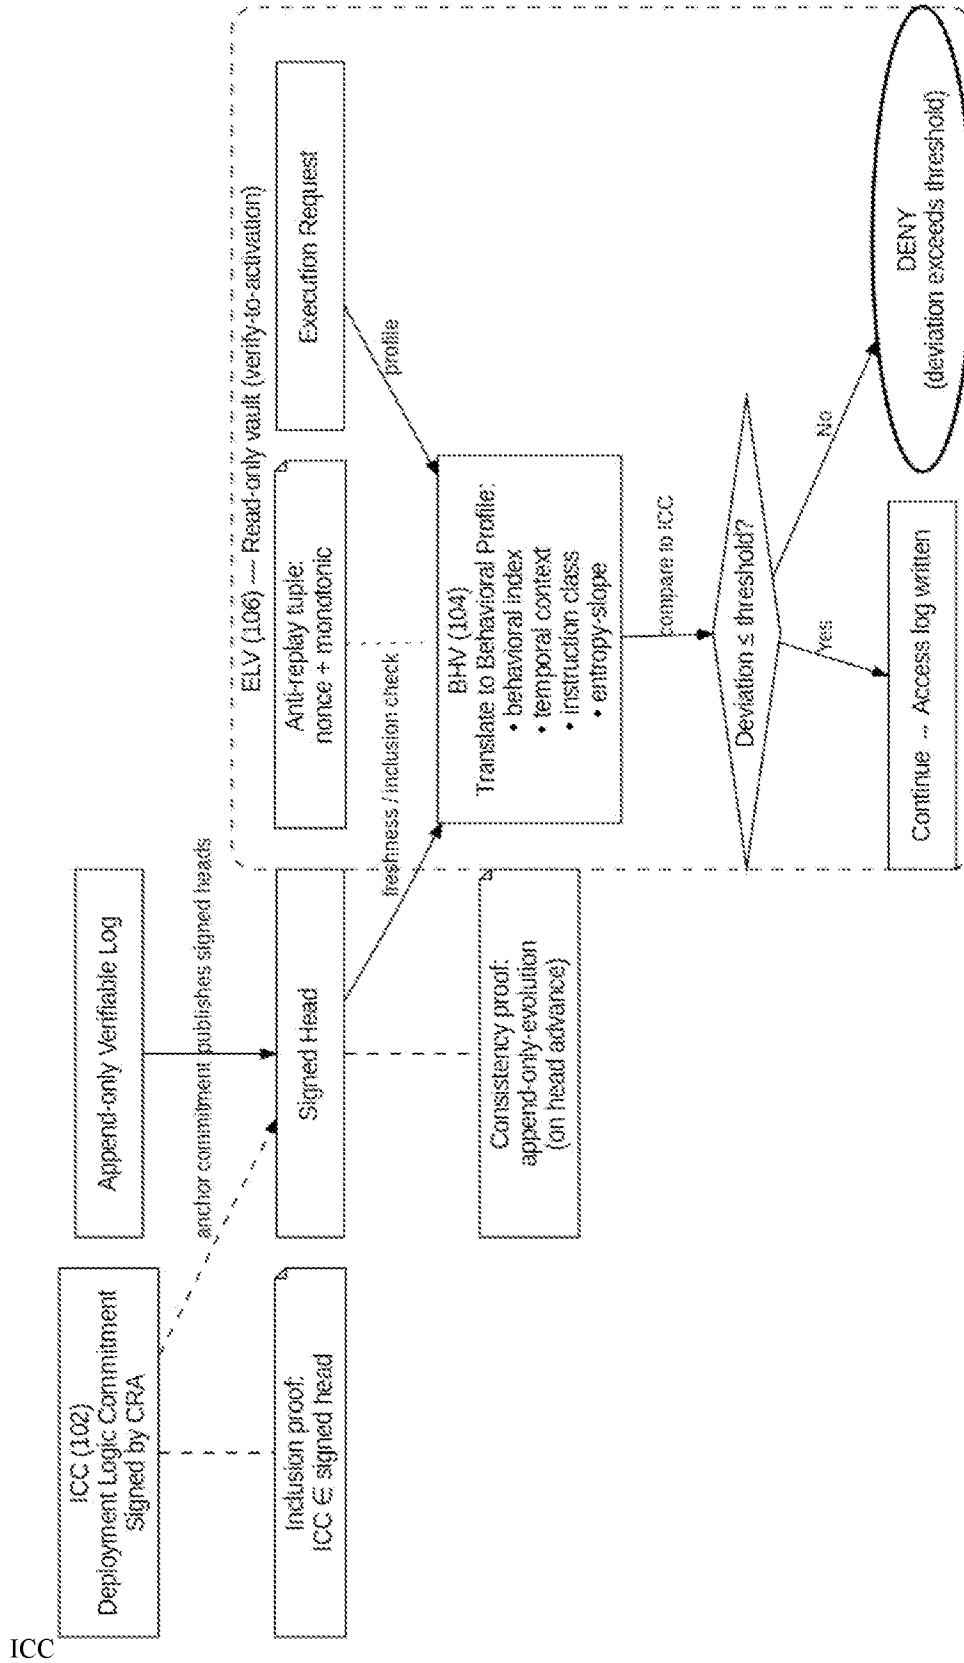 ICC (102)
Deployment Logic Commitment
Signed by CRA
Append-only Verifiable Log
anchor commitment
publishes signed heads
Inclusion proof:
ICC ∈ signed head
Signed Head
ELV (106) — Read-only vault (verify-to-activation)
Anti-replay tuple:
nonce + monotonic
Execution Request
freshness / inclusion check
profile
Consistency proof:
append-only-evolution
(on head advance)
BHV (104)
Translate to Behavioral Profile:
• behavioral index
• temporal context
• instruction class
• entropy-slope
compare to ICC
Deviation ≤ threshold?
Yes
No
Continue → Access log written
DENY
(deviation exceeds threshold)
ICC